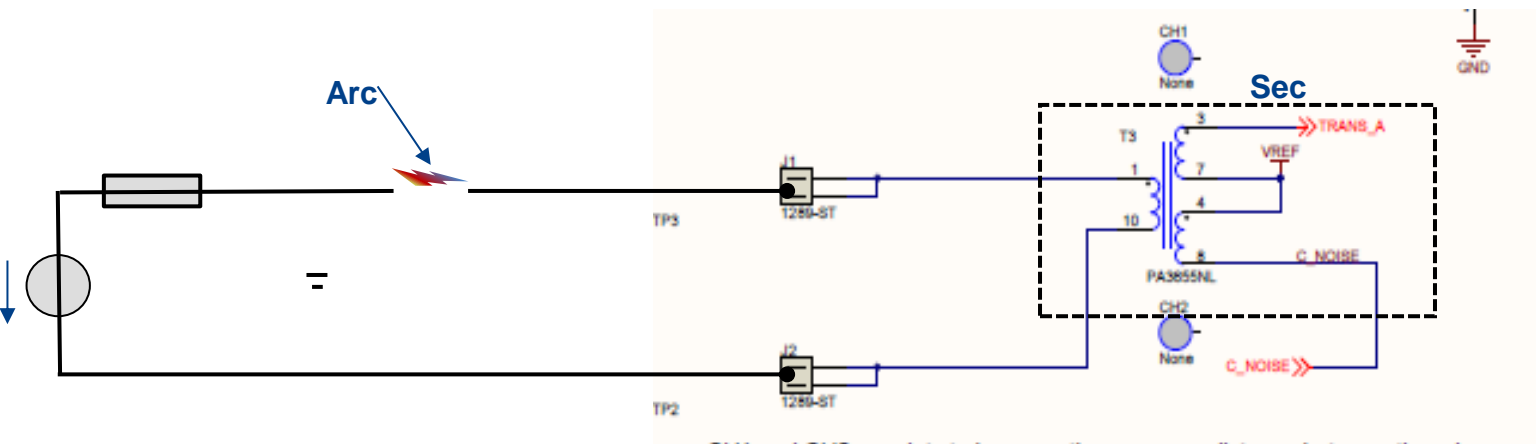 CH1
None
GND
Sec
Arc
T3
3
TRANS_A
VREF
J1
1
7
1289-ST
4
TP3
10
8
C_NOISE
PA3855NL
CH2
None
J2
C_NOISE
1289-ST
TP2